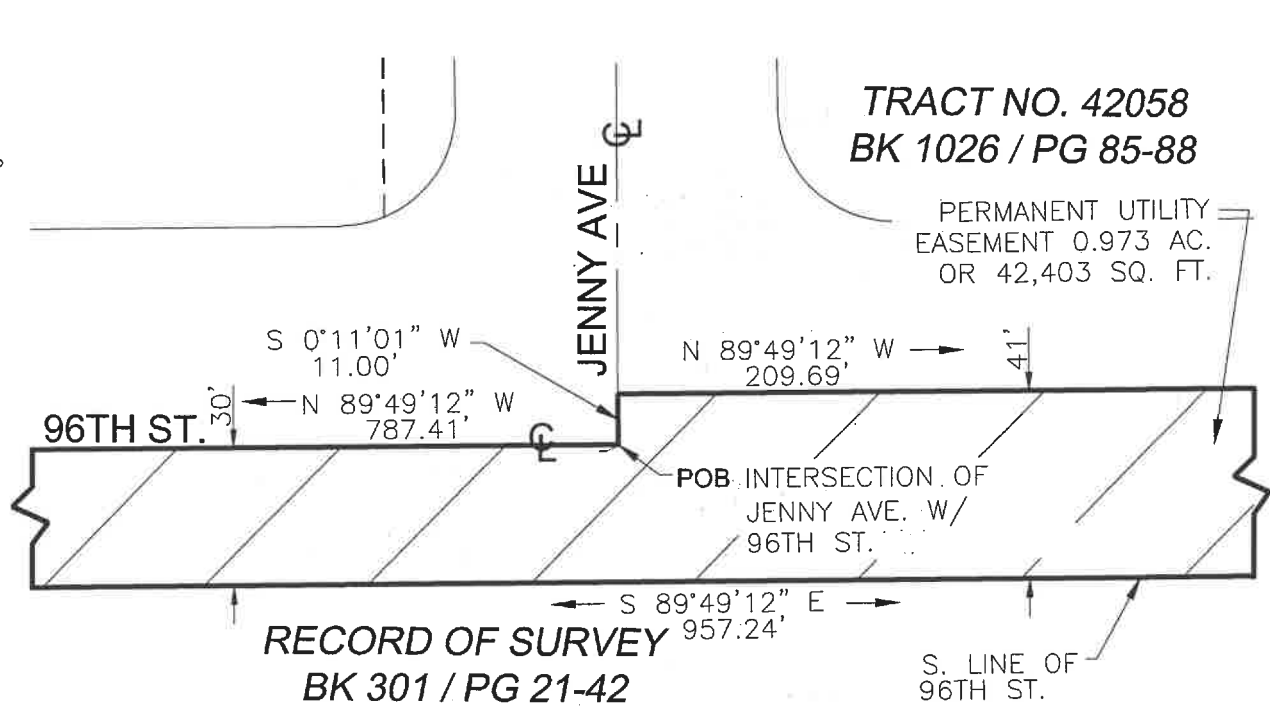 TRACT NO. 42058
BK 1026 / PG 85-88
PERMANENT UTILITY
EASEMENT 0.973 AC.
OR 42,403 SQ. FT.
CL
JENNY AVE
S 0°11'01" W
11.00'
N 89°49'12" W
209.69'
41'
30'
N 89°49'12" W
787.41'
96TH ST.
CL
POB INTERSECTION OF
JENNY AVE. W/
96TH ST.
S 89°49'12" E
957.24'
RECORD OF SURVEY
BK 301 / PG 21-42
S. LINE OF
96TH ST.